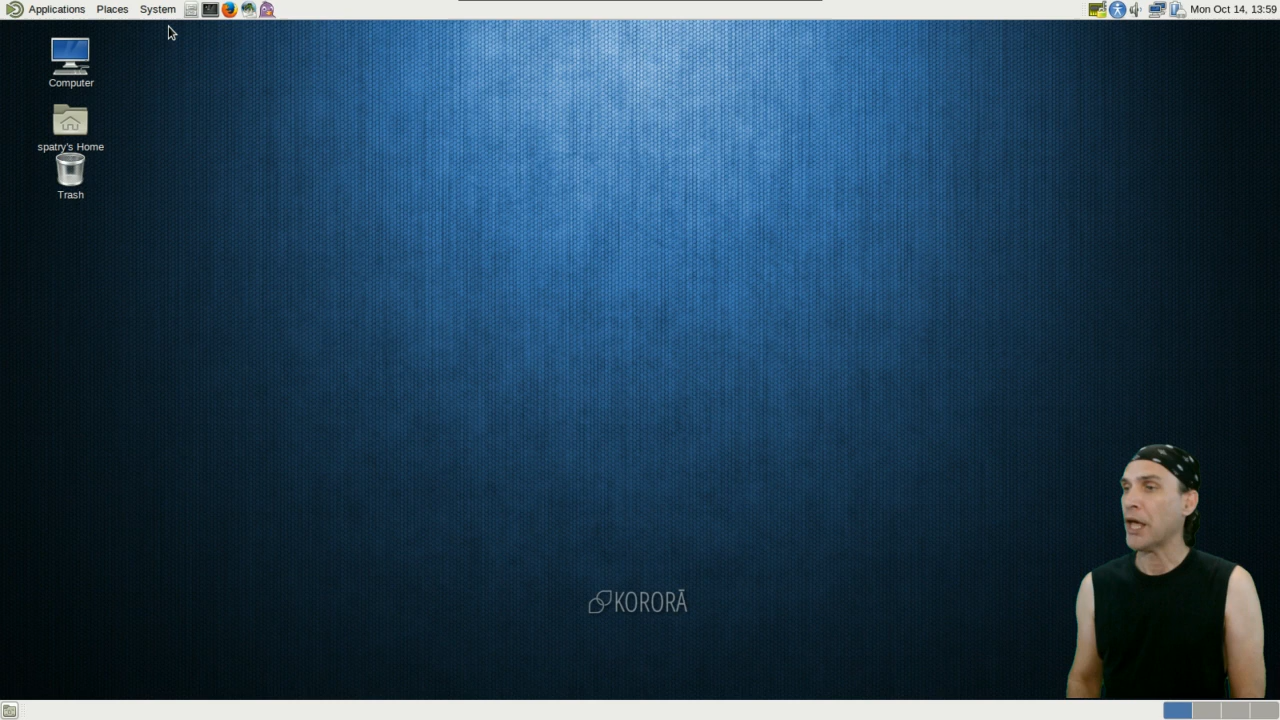 Applications Places System Mon Oct 14, 13:59
Computer
spatry's Home
Trash
KORORĀ